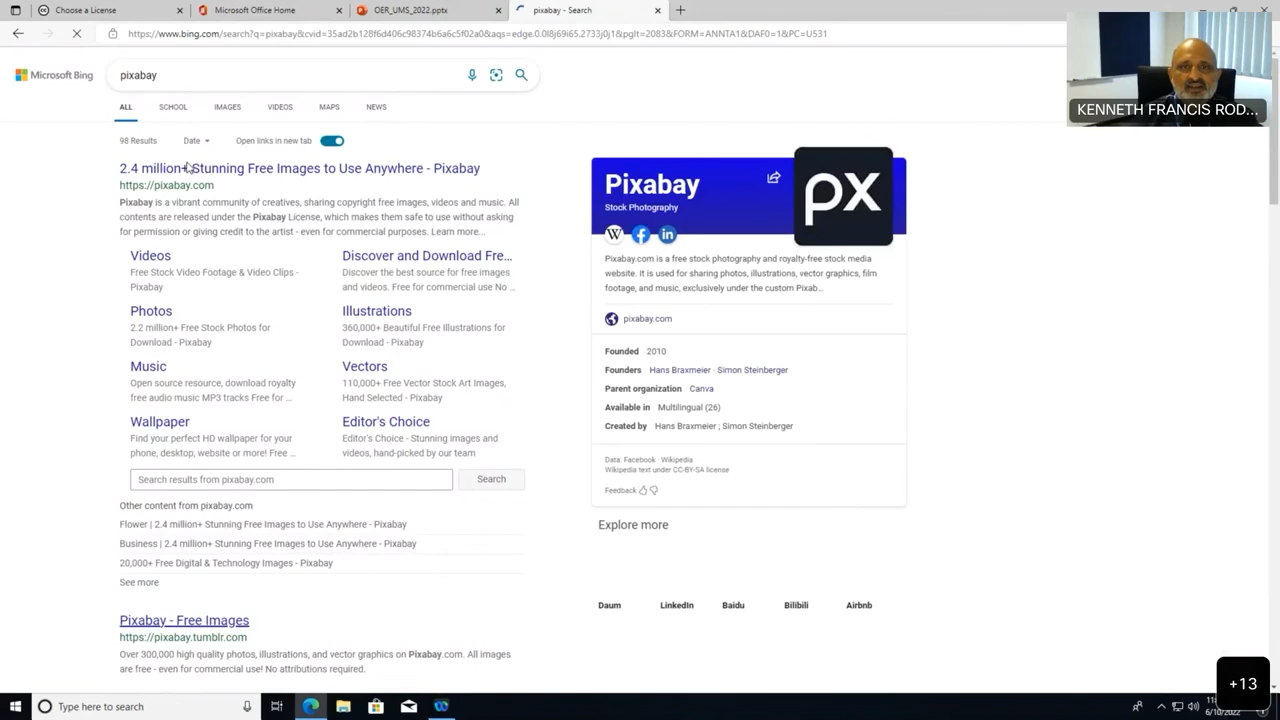 Choose a License
Microsoft Office Home
OER_UMS_2022.pptx
pixabay - Search
https://www.bing.com/search?q=pixabay&cvid=35ad2b128f6d406c98374b6a6c5f02a0&aqs=edge.0.0l8j69i65.2733j0j1&pglt=2083&FORM=ANNTA1&DAF0=1&PC=U531
Microsoft Bing
pixabay
ALL
SCHOOL
IMAGES
VIDEOS
MAPS
NEWS
KENNETH FRANCIS ROD...
98 Results
Date
Open links in new tab
2.4 million+ Stunning Free Images to Use Anywhere - Pixabay
https://pixabay.com
Pixabay is a vibrant community of creatives, sharing copyright free images, videos and music. All
contents are released under the Pixabay License, which makes them safe to use without asking
for permission or giving credit to the artist - even for commercial purposes. Learn more...
Videos
Free Stock Video Footage & Video Clips -
Pixabay
Discover and Download Fre...
Discover the best source for free images
and videos. Free for commercial use No ...
Photos
2.2 million+ Free Stock Photos for
Download - Pixabay
Illustrations
360,000+ Beautiful Free Illustrations for
Download - Pixabay
Music
Open source resource, download royalty
free audio music MP3 tracks Free for ...
Vectors
110,000+ Free Vector Stock Art Images,
Hand Selected - Pixabay
Wallpaper
Find your perfect HD wallpaper for your
phone, desktop, website or more! Free ...
Editor's Choice
Editor's Choice - Stunning images and
videos, hand-picked by our team
Search results from pixabay.com
Search
Other content from pixabay.com
Flower | 2.4 million+ Stunning Free Images to Use Anywhere - Pixabay
Business | 2.4 million+ Stunning Free Images to Use Anywhere - Pixabay
20,000+ Free Digital & Technology Images - Pixabay
See more
Pixabay - Free Images
https://pixabay.tumblr.com
Over 300,000 high quality photos, illustrations, and vector graphics on Pixabay.com. All images
are free - even for commercial use! No attributions required.
Pixabay
Stock Photography
px
W
f
in
Pixabay.com is a free stock photography and royalty-free stock media
website. It is used for sharing photos, illustrations, vector graphics, film
footage, and music, exclusively under the custom Pixab...
pixabay.com
Founded 2010
Founders Hans Braxmeier · Simon Steinberger
Parent organization Canva
Available in Multilingual (26)
Created by Hans Braxmeier ; Simon Steinberger
Data: Facebook · Wikipedia
Wikipedia text under CC-BY-SA license
Feedback
Explore more
Daum
LinkedIn
Baidu
Bilibili
Airbnb
+13
Type here to search
6/10/2022